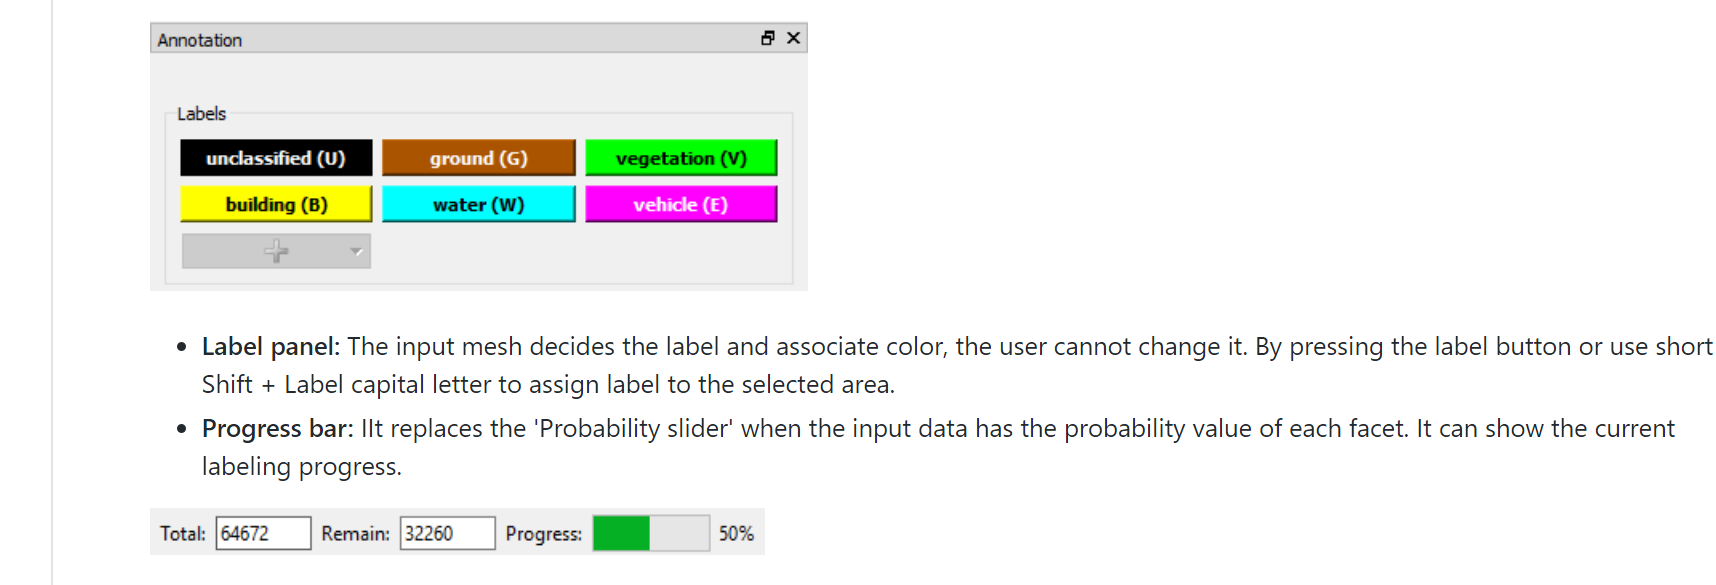 Annotation
Labels
unclassified (U) ground (G) vegetation (V)
building (B) water (W) vehicle (E)
Label panel: The input mesh decides the label and associate color, the user cannot change it. By pressing the label button or use short
Shift + Label capital letter to assign label to the selected area.
Progress bar: IIt replaces the 'Probability slider' when the input data has the probability value of each facet. It can show the current
labeling progress.
Total: 64672 Remain: 32260 Progress: 50%